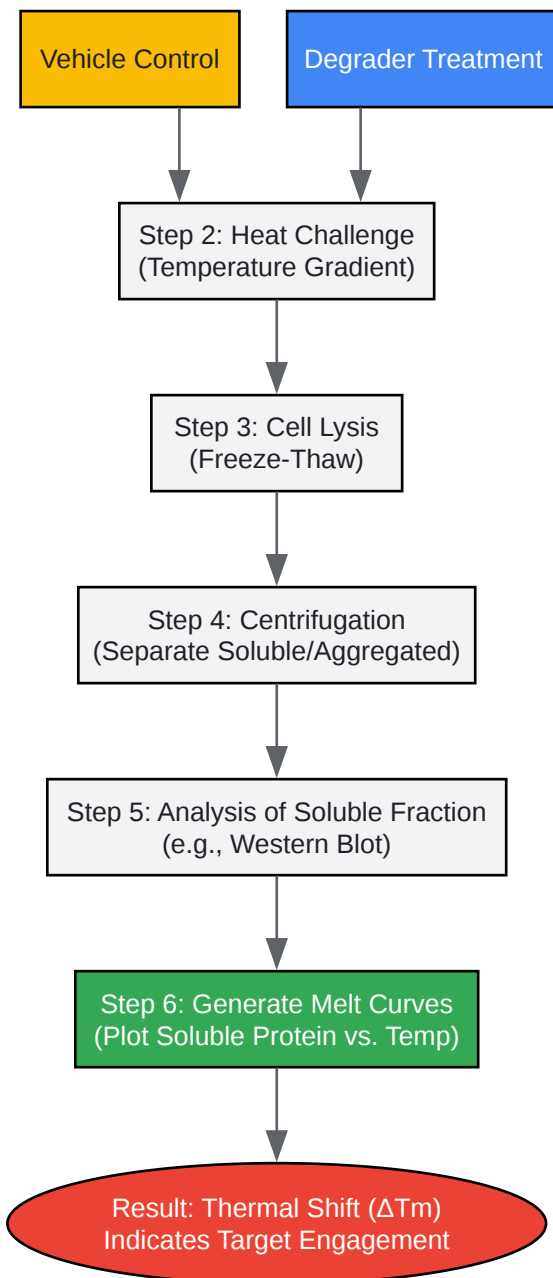 Vehicle Control
Degrader Treatment
Step 2: Heat Challenge
(Temperature Gradient)
Step 3: Cell Lysis
(Freeze-Thaw)
Step 4: Centrifugation
(Separate Soluble/Aggregated)
Step 5: Analysis of Soluble Fraction
(e.g., Western Blot)
Step 6: Generate Melt Curves
(Plot Soluble Protein vs. Temp)
Result: Thermal Shift (ΔTm)
Indicates Target Engagement